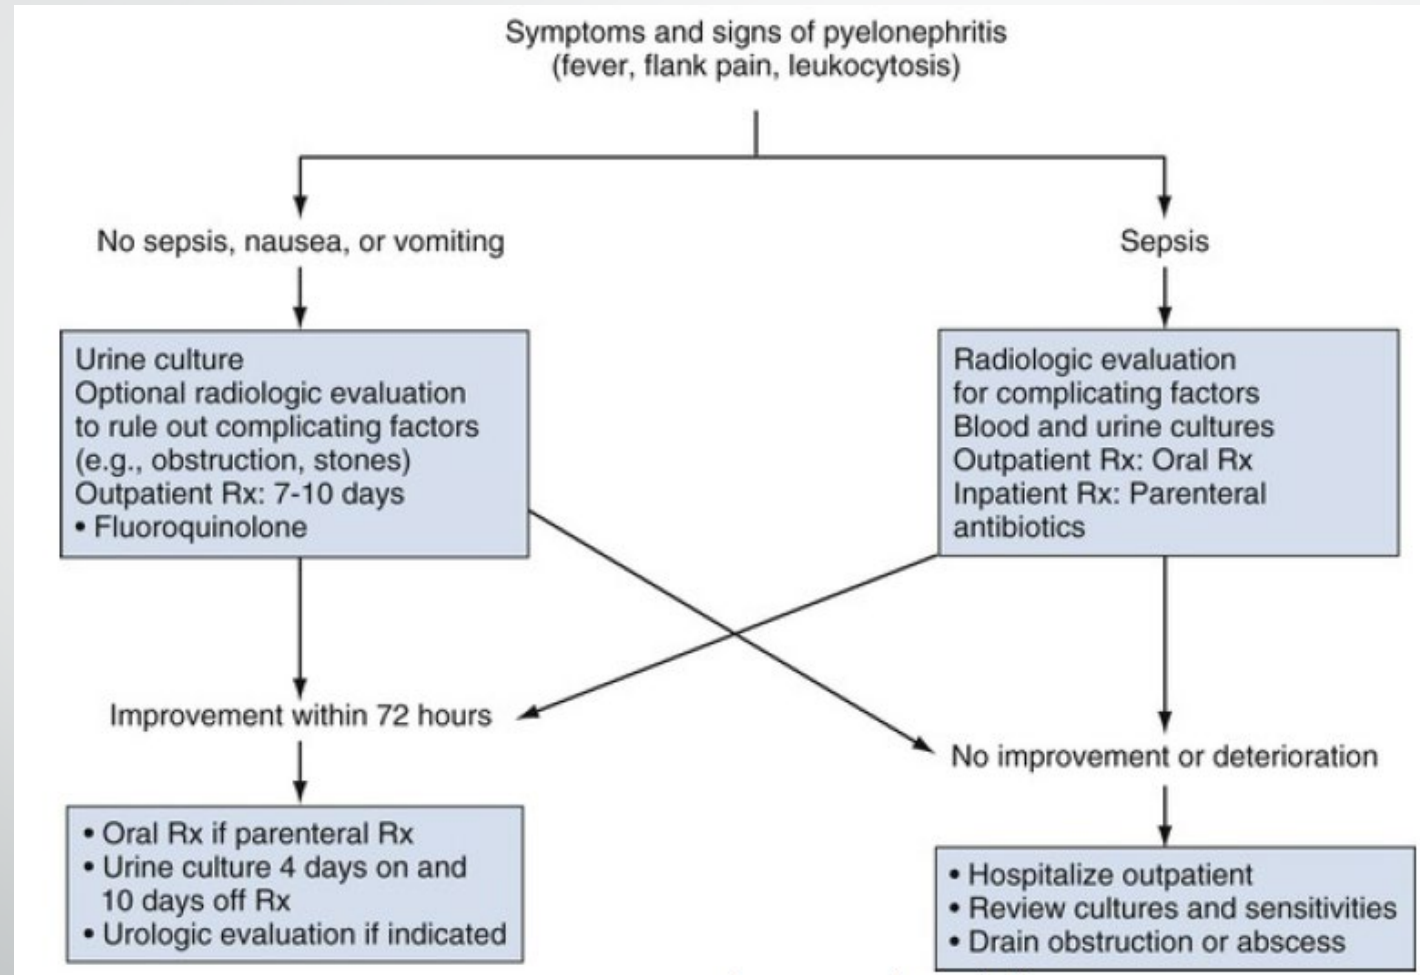 Symptoms and signs of pyelonephritis
(fever, flank pain, leukocytosis)
No sepsis, nausea, or vomiting
Sepsis
Urine culture
Optional radiologic evaluation
to rule out complicating factors
(e.g., obstruction, stones)
Outpatient Rx: 7-10 days
• Fluoroquinolone
Radiologic evaluation
for complicating factors
Blood and urine cultures
Outpatient Rx: Oral Rx
Inpatient Rx: Parenteral
antibiotics
Improvement within 72 hours
No improvement or deterioration
• Oral Rx if parenteral Rx
• Urine culture 4 days on and
10 days off Rx
• Urologic evaluation if indicated
• Hospitalize outpatient
• Review cultures and sensitivities
• Drain obstruction or abscess